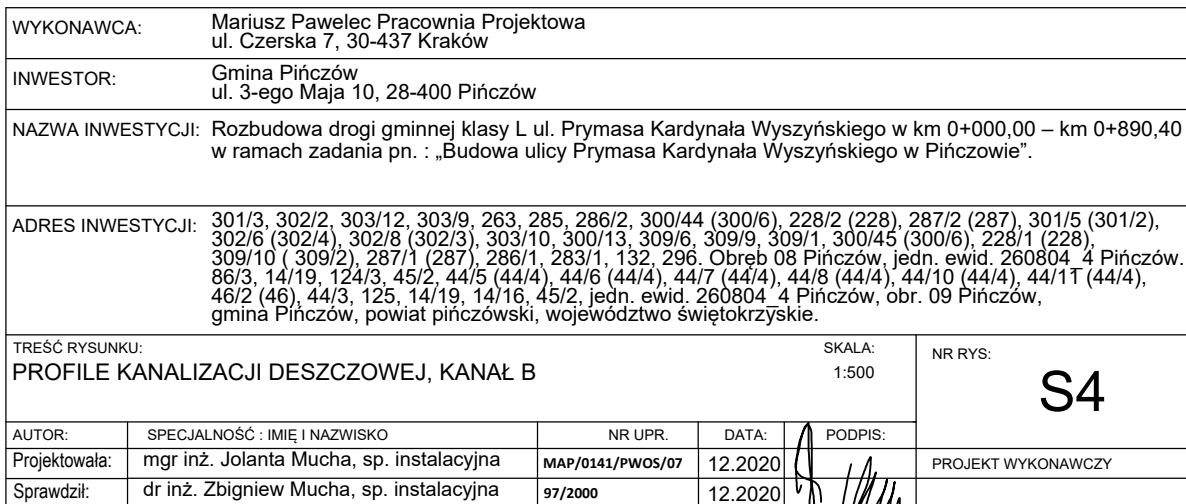 WYKONAWCA:
Mariusz Pawelec Pracownia Projektowa
ul. Czerska 7, 30-437 Kraków
INWESTOR:
Gmina Pińczów
ul. 3-ego Maja 10, 28-400 Pińczów
NAZWA INWESTYCJI: Rozbudowa drogi gminnej klasy L ul. Prymasa Kardynała Wyszyńskiego w km 0+000,00 – km 0+890,40
w ramach zadania pn. : „Budowa ulicy Prymasa Kardynała Wyszyńskiego w Pińczowie”.
ADRES INWESTYCJI: 301/3, 302/2, 303/12, 303/9, 263, 285, 286/2, 300/44 (300/6), 228/2 (228), 287/2 (287), 301/5 (301/2),
302/6 (302/4), 302/8 (302/3), 303/10, 300/13, 309/6, 309/9, 309/1, 300/45 (300/6), 228/1 (228),
309/10 ( 309/2), 287/1 (287), 286/1, 283/1, 132, 296. Obręb 08 Pińczów, jedn. ewid. 260804_4 Pińczów.
86/3, 14/19, 124/3, 45/2, 44/5 (44/4), 44/6 (44/4), 44/7 (44/4), 44/8 (44/4), 44/10 (44/4), 44/11 (44/4),
46/2 (46), 44/3, 125, 14/19, 14/16, 45/2, jedn. ewid. 260804_4 Pińczów, obr. 09 Pińczów,
gmina Pińczów, powiat pińczówski, województwo świętokrzyskie.
TREŚĆ RYSUNKU:
PROFILE KANALIZACJI DESZCZOWEJ, KANAŁ B
SKALA:
1:500
NR RYS:
S4
AUTOR: SPECJALNOŚĆ : IMIĘ I NAZWISKO NR UPR. DATA: PODPIS:
Projektowała: mgr inż. Jolanta Mucha, sp. instalacyjna MAP/0141/PWOS/07 12.2020
PROJEKT WYKONAWCZY
Sprawdził: dr inż. Zbigniew Mucha, sp. instalacyjna 97/2000 12.2020